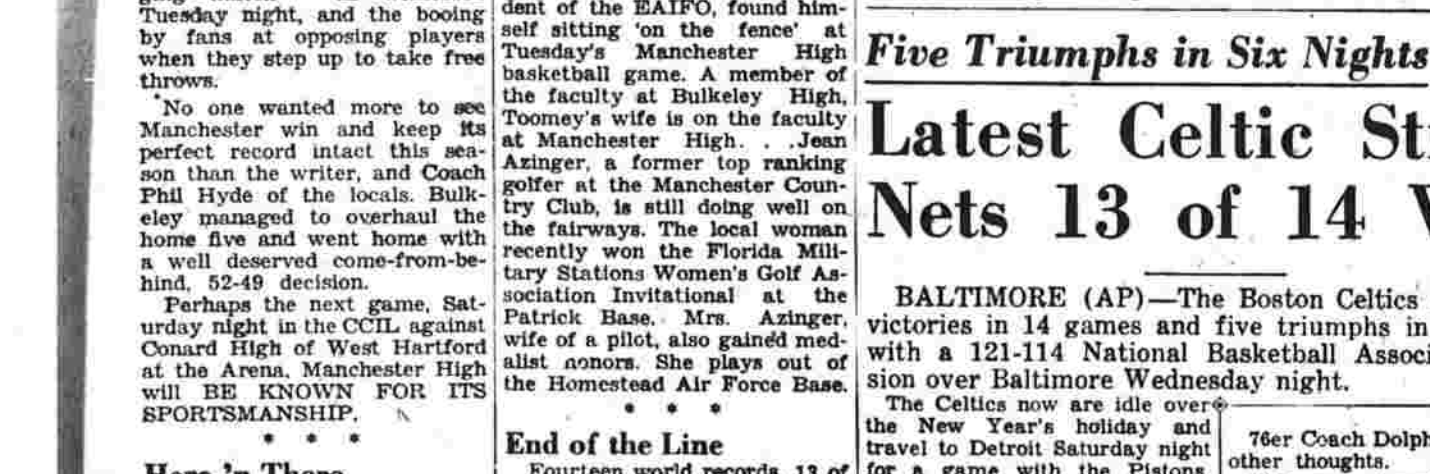 Tuesday night, and the booing
by fans at opposing players
when they step up to take free
throws.
No one wanted more to see
Manchester win and keep its
perfect record intact this sea-
son than the writer, and Coach
Phil Hyde of the locals. Bulk-
eley managed to overhaul the
home five and went home with
a well deserved come-from-be-
hind, 52-49 decision.
Perhaps the next game, Sat-
urday night in the CCIL against
Conard High of West Hartford
at the Arena, Manchester High
will BE KNOWN FOR ITS
SPORTSMANSHIP.
* * *
Here 'n There
dent of the EAIFO, found him-
self sitting 'on the fence' at
Tuesday's Manchester High
basketball game. A member of
the faculty at Bulkeley High,
Toomey's wife is on the faculty
at Manchester High. . .Jean
Azinger, a former top ranking
golfer at the Manchester Coun-
try Club, is still doing well on
the fairways. The local woman
recently won the Florida Mili-
tary Stations Women's Golf As-
sociation Invitational at the
Patrick Base. Mrs. Azinger,
wife of a pilot, also gained med-
alist honors. She plays out of
the Homestead Air Force Base.
* * *
End of the Line
Fourteen world records, 13 of
Five Triumphs in Six Nights
Latest Celtic
Nets 13 of 14
BALTIMORE (AP)—The Boston Celtics
victories in 14 games and five triumphs in
with a 121-114 National Basketball Associ
sion over Baltimore Wednesday night.
The Celtics now are idle over
the New Year's holiday and
travel to Detroit Saturday night
for a game with the Pistons
76er Coach Dolph
other thoughts.